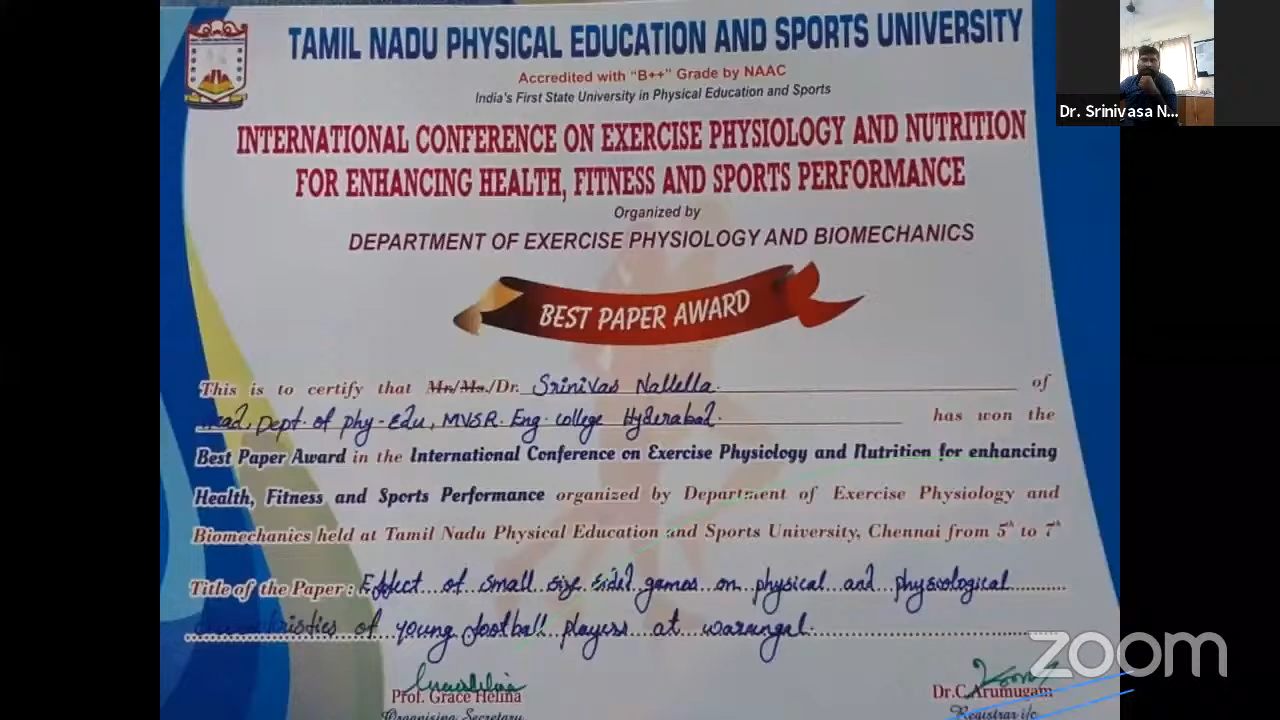 TAMIL NADU PHYSICAL EDUCATION AND SPORTS UNIVERSITY
Accredited with "B++" Grade by NAAC
India's First State University in Physical Education and Sports
INTERNATIONAL CONFERENCE ON EXERCISE PHYSIOLOGY AND NUTRITION
FOR ENHANCING HEALTH, FITNESS AND SPORTS PERFORMANCE
Organized by
DEPARTMENT OF EXERCISE PHYSIOLOGY AND BIOMECHANICS
BEST PAPER AWARD
This is to certify that Mr/Ms./Dr. Srinivas Nallella. of
Head, Dept. of phy-Edu, MVSR. Eng. college Hyderabad. has won the
Best Paper Award in the International Conference on Exercise Physiology and Nutrition for enhancing
Health, Fitness and Sports Performance organized by Department of Exercise Physiology and
Biomechanics held at Tamil Nadu Physical Education and Sports University, Chennai from 5th to 7th
Title of the Paper: Effect of small size sided games on physical and physiological
of young football players at warangal.
Prof. Grace Helina
Dr.C.Arumugam
Organising Secretary
Registrar i/c
Dr. Srinivasa N...
zoom